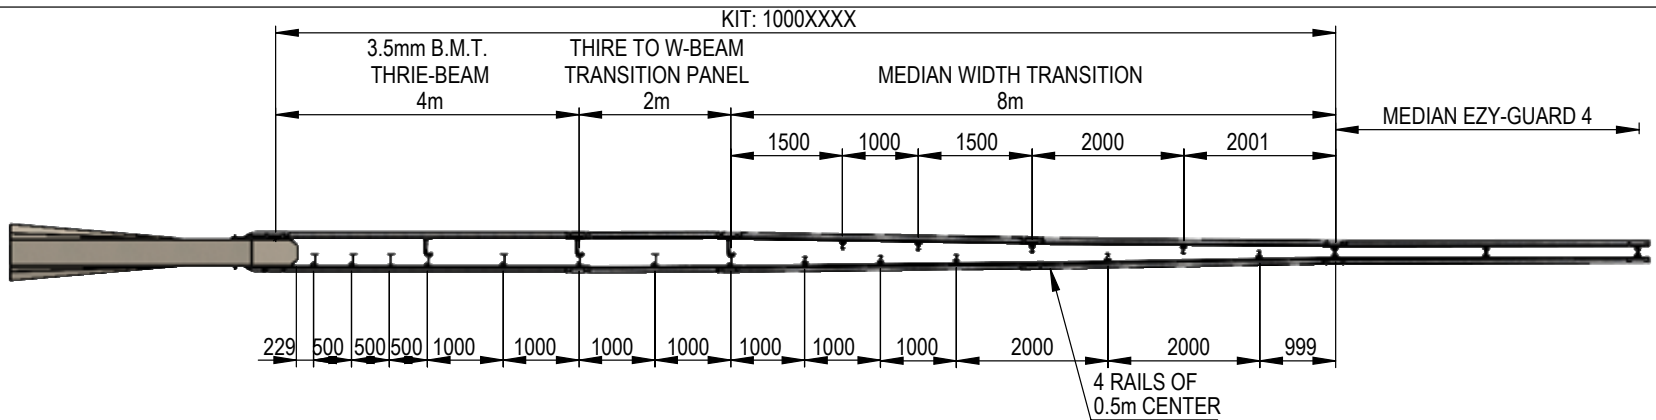 KIT: 1000XXXX
3.5mm B.M.T.
THRIE-BEAM
4m
THIRE TO W-BEAM
TRANSITION PANEL
2m
MEDIAN WIDTH TRANSITION
8m
MEDIAN EZY-GUARD 4
1500 1000 1500 2000 2001
229 500 500 500 1000 1000 1000 1000 1000 1000 1000 2000 2000 999
4 RAILS OF
0.5m CENTER